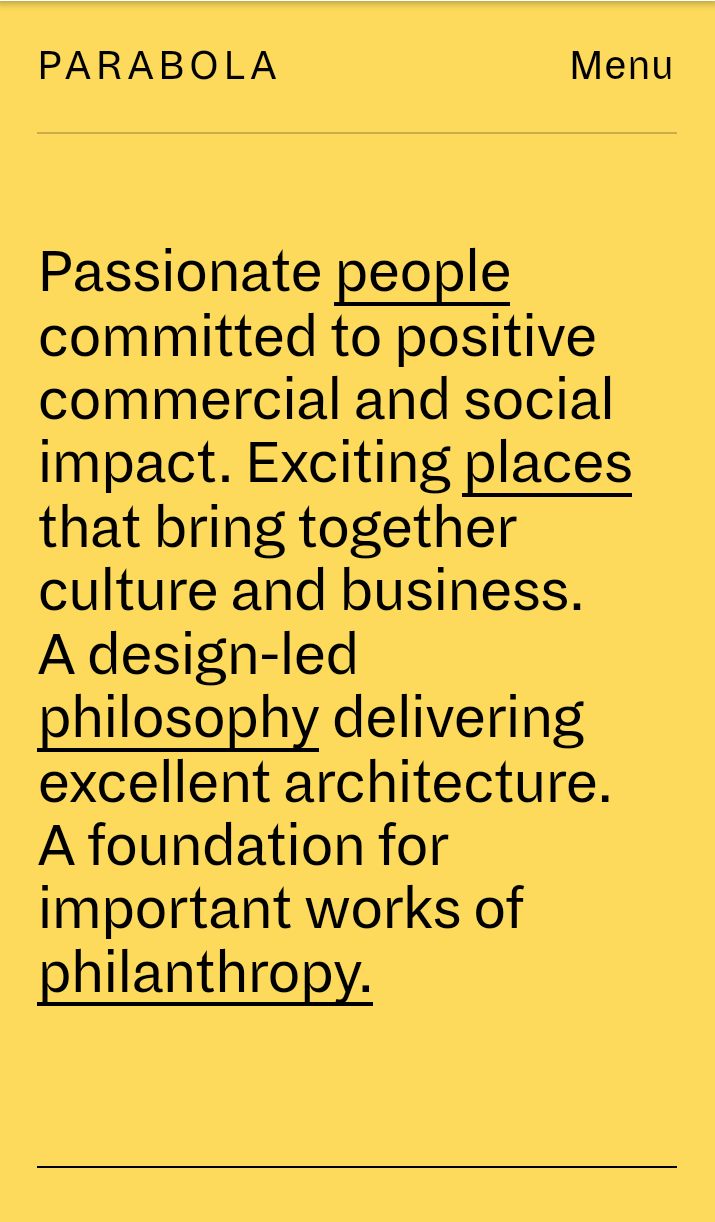 PARABOLA
Menu
Passionate people
committed to positive
commercial and social
impact. Exciting places
that bring together
culture and business.
A design-led
philosophy delivering
excellent architecture.
A foundation for
important works of
philanthropy.